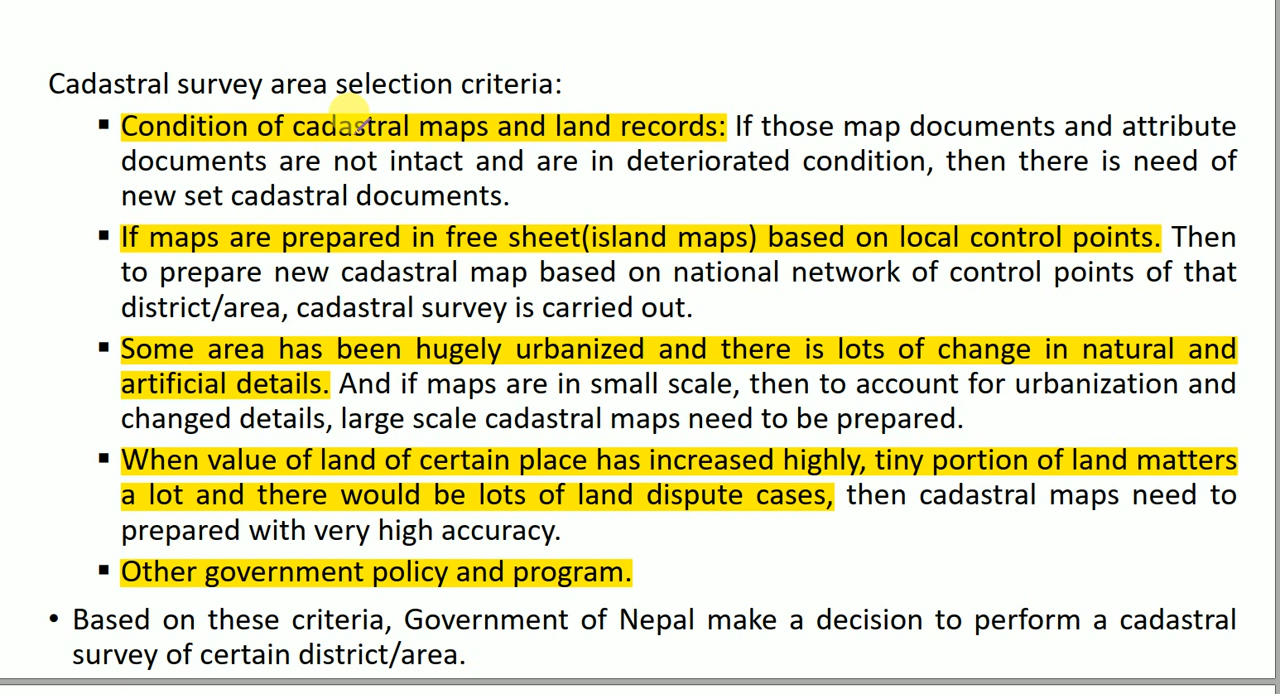 Cadastral survey area selection criteria:
▪ Condition of cadastral maps and land records: If those map documents and attribute
documents are not intact and are in deteriorated condition, then there is need of
new set cadastral documents.
▪ If maps are prepared in free sheet(island maps) based on local control points. Then
to prepare new cadastral map based on national network of control points of that
district/area, cadastral survey is carried out.
▪ Some area has been hugely urbanized and there is lots of change in natural and
artificial details. And if maps are in small scale, then to account for urbanization and
changed details, large scale cadastral maps need to be prepared.
▪ When value of land of certain place has increased highly, tiny portion of land matters
a lot and there would be lots of land dispute cases, then cadastral maps need to
prepared with very high accuracy.
▪ Other government policy and program.
• Based on these criteria, Government of Nepal make a decision to perform a cadastral
survey of certain district/area.